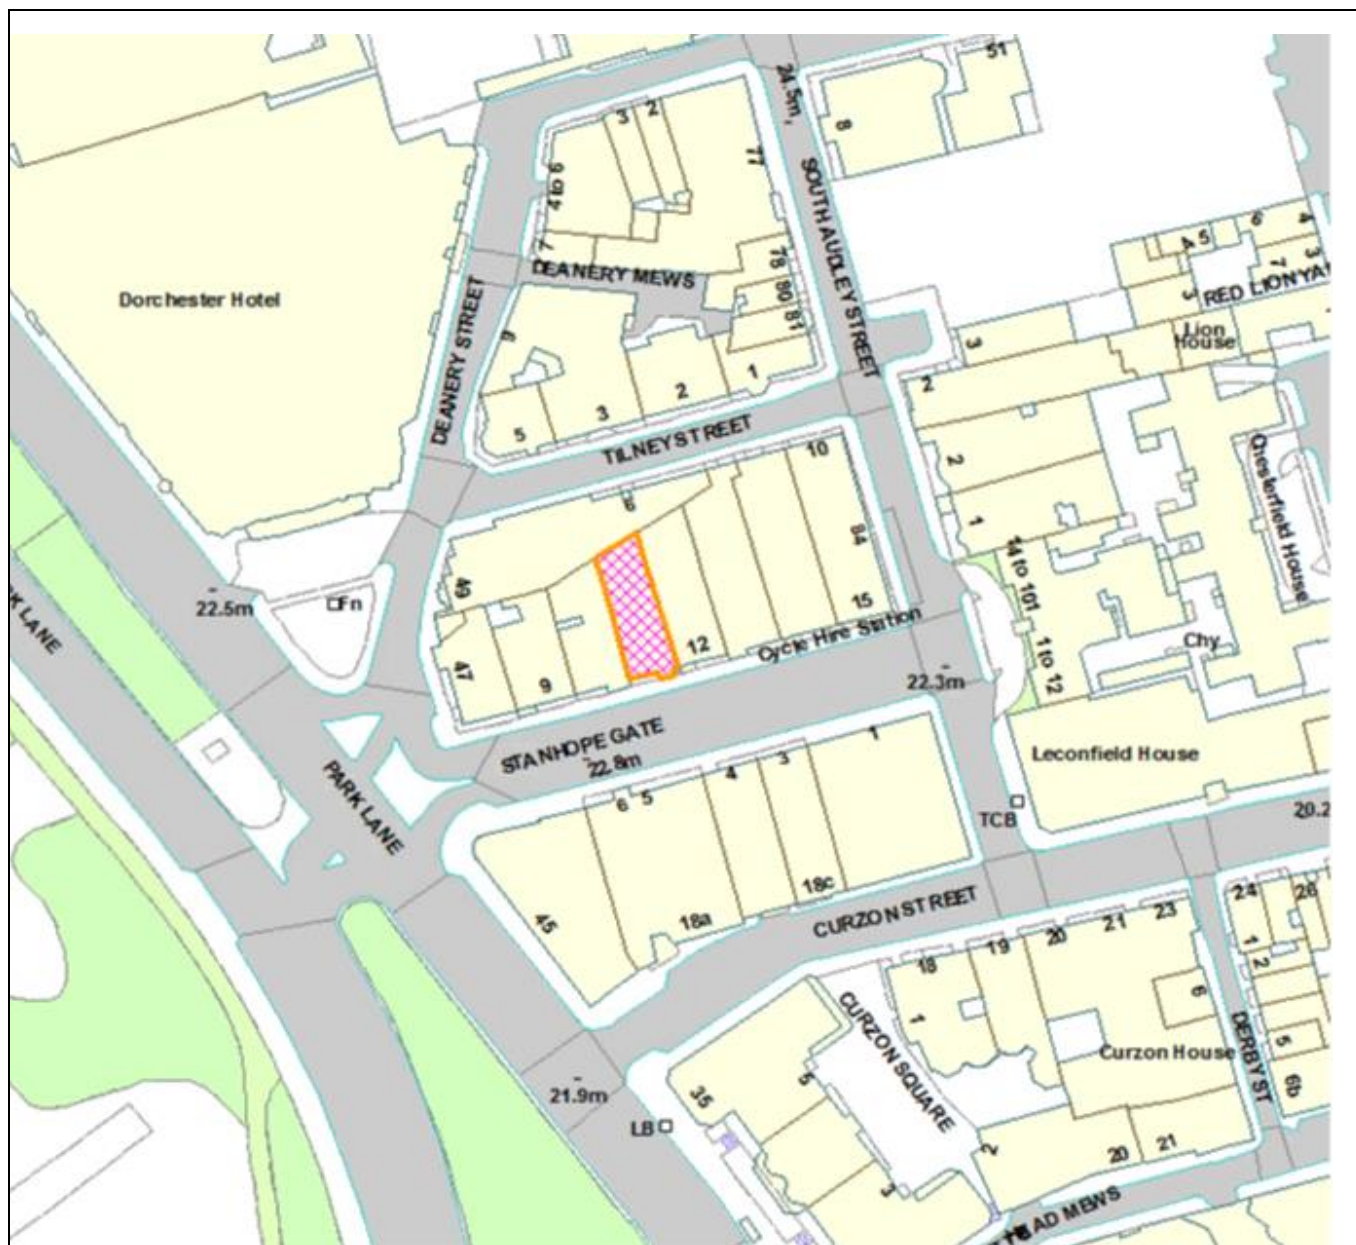 51
24.5m
8
3
2
77
4 to 6
SOUTH AUDLEY STREET
7
DEANERY MEWS
78
80
81
4
5
6
4
3
7
3
RED LION YA
Lion
House
Dorchester Hotel
DEANERY STREET
3
2
1
2
3
5
TILNEY STREET
2
1
10
6
84
15
14 to 101
1 to 12
Chesterfield House
Chy
49
47
9
12
Cycle Hire Station
22.5m
Fn
RK LANE
22.3m
STANHOPE GATE
22.8m
PARK LANE
Leconfield House
TCB
20.2
1
3
4
5
6
45
18a
18c
CURZON STREET
24
26
1
2
5
6b
18
19
20
21
23
1
6
CURZON SQUARE
Curzon House
DERBY ST
21.9m
LB
35
5
3
2
20
21
EAD MEWS